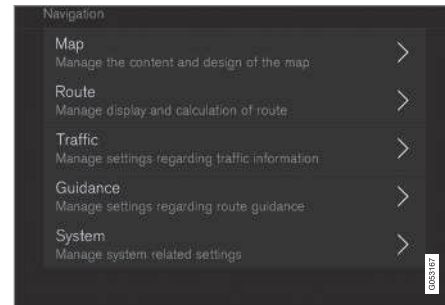 Navigation
Map
Manage the content and design of the map
Route
Manage display and calculation of route
Traffic
Manage settings regarding traffic information
Guidance
Manage settings regarding route guidance
System
Manage system related settings
G053167